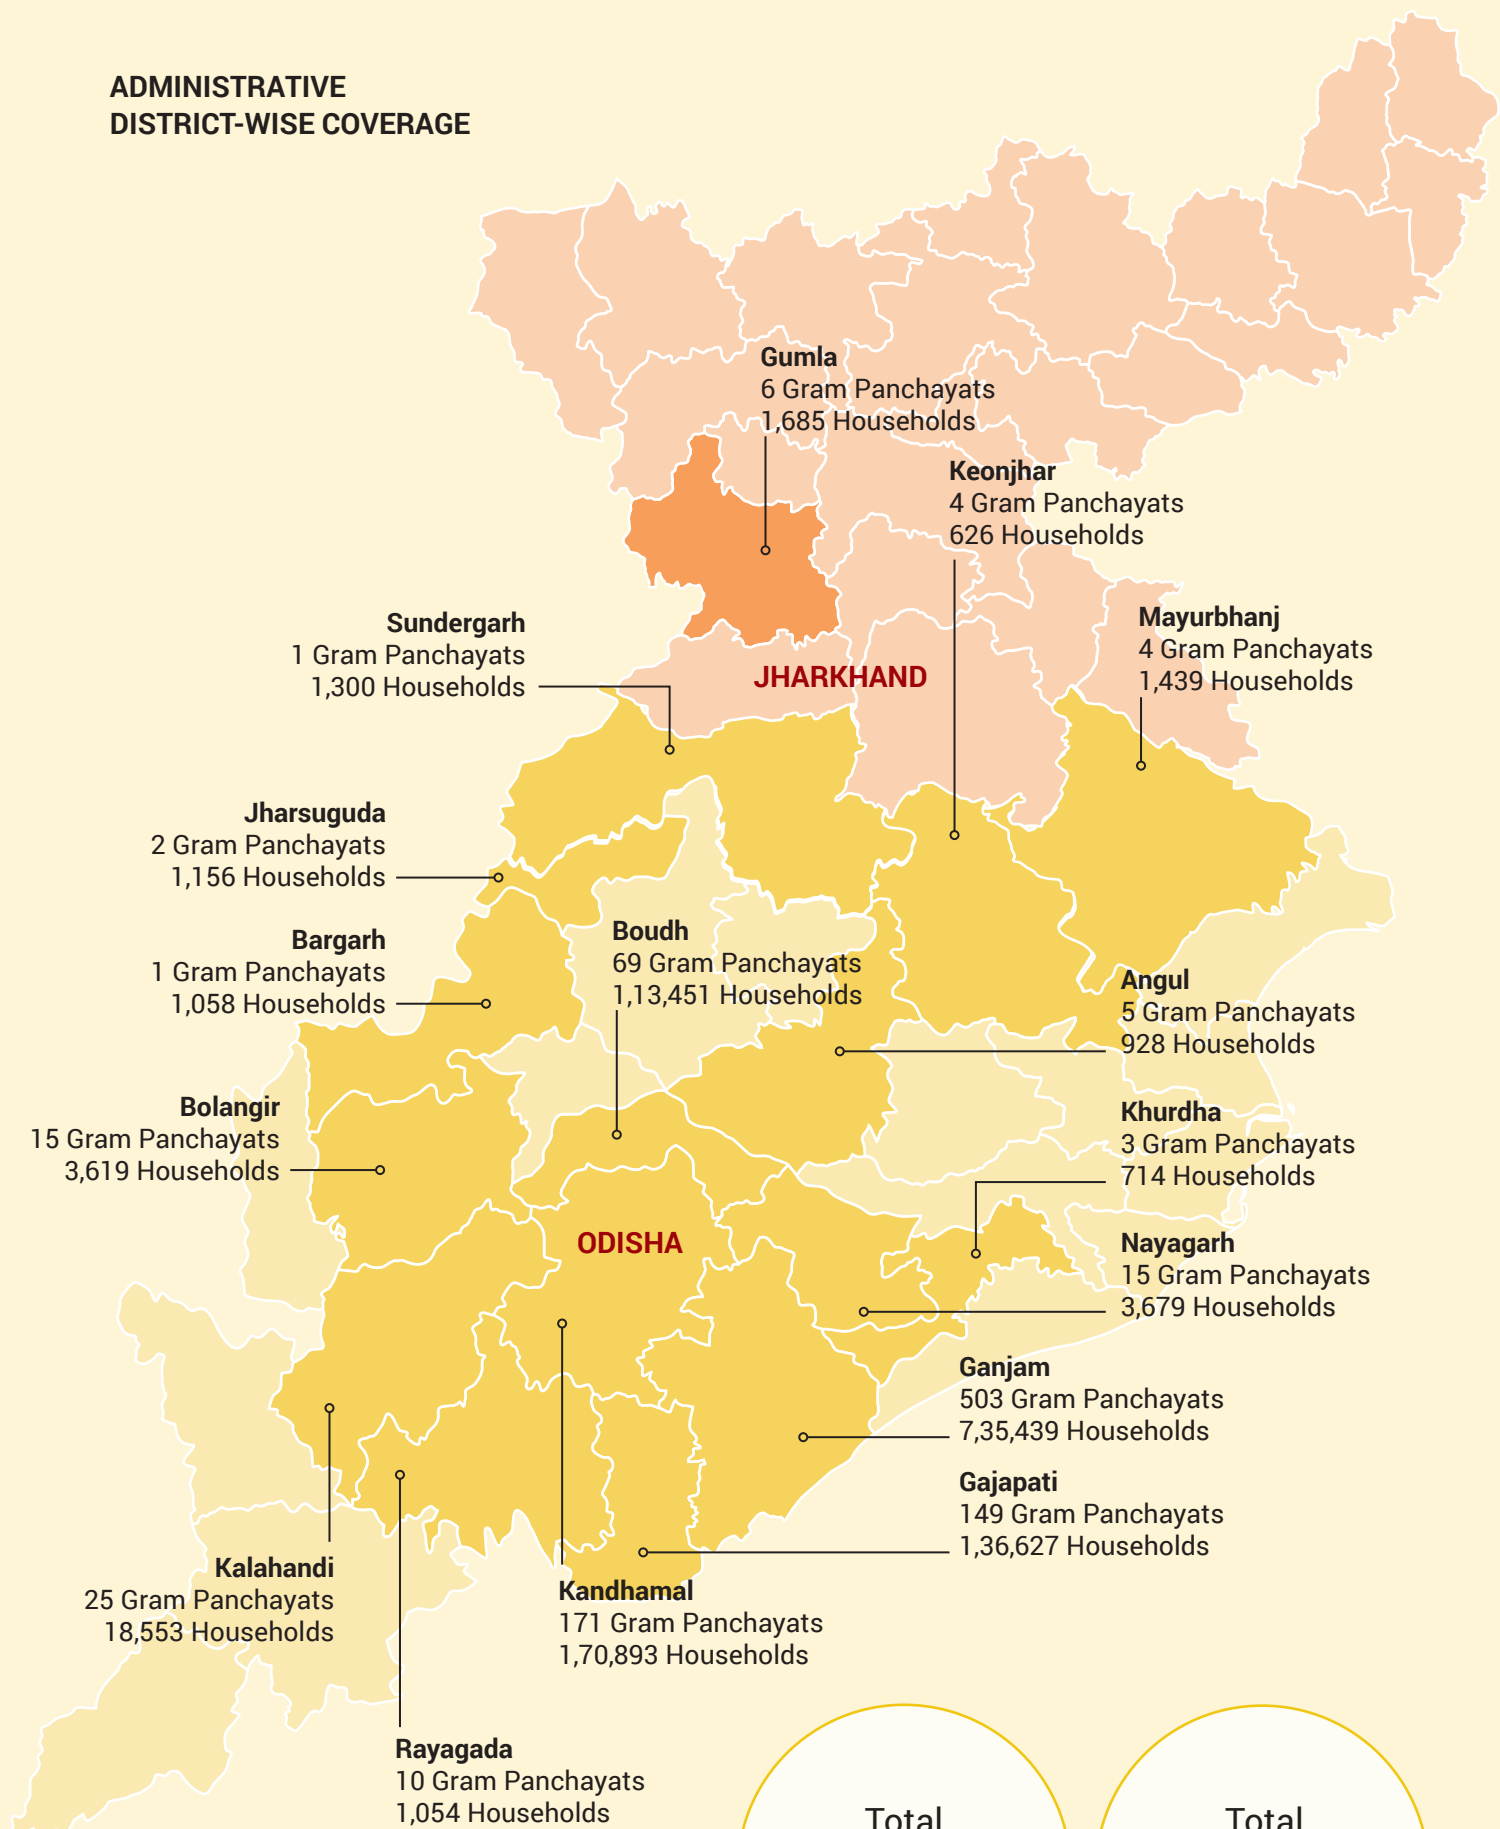 ADMINISTRATIVE
DISTRICT-WISE COVERAGE
Gumla
6 Gram Panchayats
1,685 Households
Keonjhar
4 Gram Panchayats
626 Households
Sundergarh
1 Gram Panchayats
1,300 Households
Mayurbhanj
4 Gram Panchayats
1,439 Households
JHARKHAND
Jharsuguda
2 Gram Panchayats
1,156 Households
Bargarh
1 Gram Panchayats
1,058 Households
Boudh
69 Gram Panchayats
1,13,451 Households
Angul
5 Gram Panchayats
928 Households
Bolangir
15 Gram Panchayats
3,619 Households
Khurdha
3 Gram Panchayats
714 Households
ODISHA
Nayagarh
15 Gram Panchayats
3,679 Households
Ganjam
503 Gram Panchayats
7,35,439 Households
Gajapati
149 Gram Panchayats
1,36,627 Households
Kalahandi
25 Gram Panchayats
18,553 Households
Kandhamal
171 Gram Panchayats
1,70,893 Households
Rayagada
10 Gram Panchayats
1,054 Households
Total
Total